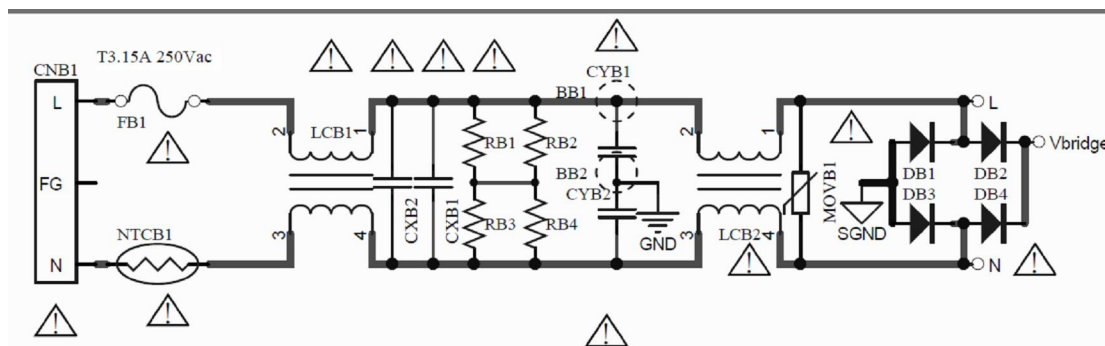 T3.15A 250Vac
CNB1
L
FB1
FG
N
NTCB1
2
LCB1
1
3
4
CXB2
CXB1
RB1
RB2
RB3
RB4
CYB1
BB1
BB2
CYB2
GND
2
1
3
LCB2
4
MOVB1
L
DB1
DB2
Vbridge
DB3
DB4
SGND
N